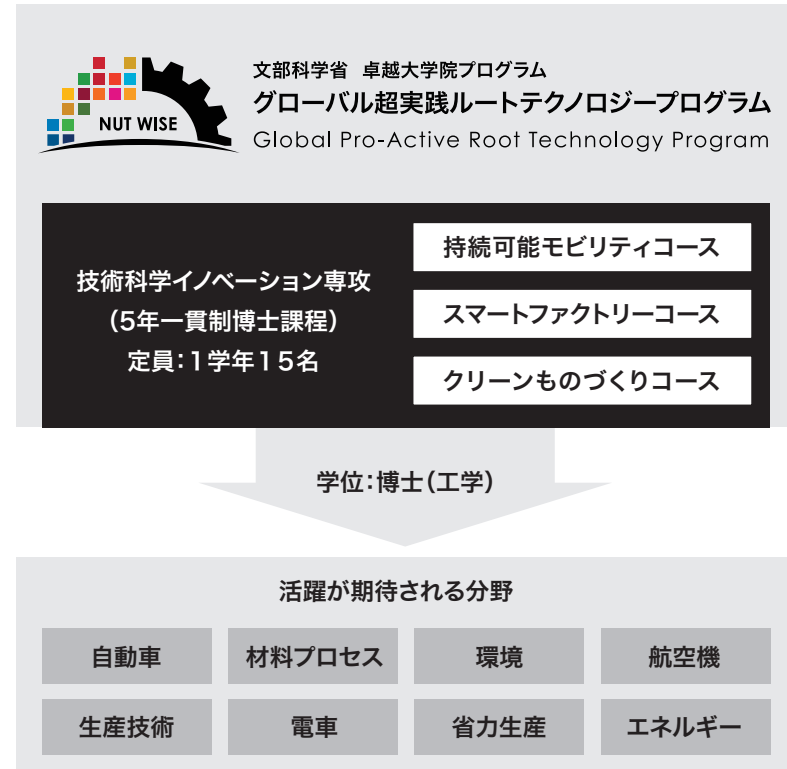 NUT WISE
文部科学省 卓越大学院プログラム
グローバル超実践ルートテクノロジープログラム
Global Pro-Active Root Technology Program
技術科学イノベーション専攻
（5年一貫制博士課程）
定員：１学年１５名
持続可能モビリティコース
スマートファクトリーコース
クリーンものづくりコース
学位：博士（工学）
活躍が期待される分野
自動車
材料プロセス
環境
航空機
生産技術
電車
省力生産
エネルギー